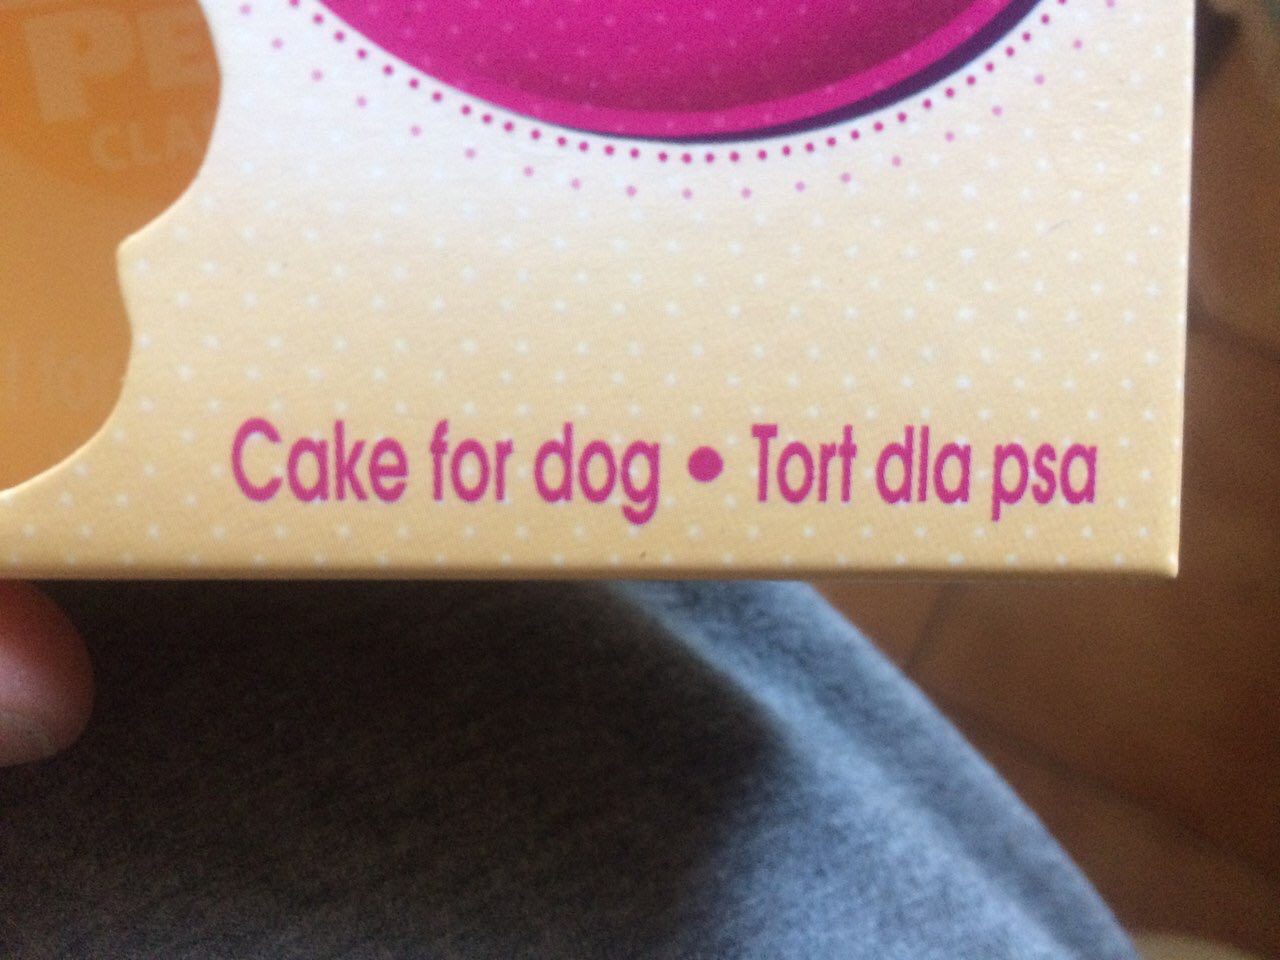 Cake for dog • Tort dla psa